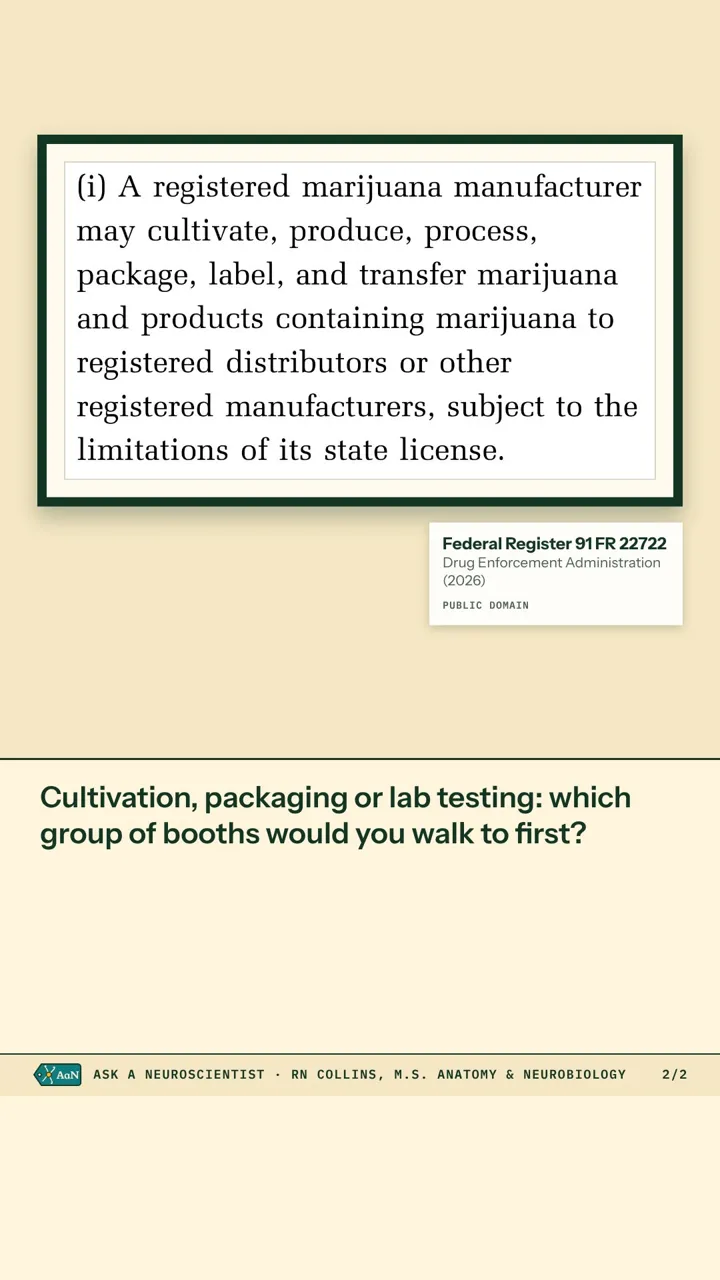 (i) A registered marijuana manufacturer
may cultivate, produce, process,
package, label, and transfer marijuana
and products containing marijuana to
registered distributors or other
registered manufacturers, subject to the
limitations of its state license.
Federal Register 91 FR 22722
Drug Enforcement Administration
(2026)
PUBLIC DOMAIN
Cultivation, packaging or lab testing: which
group of booths would you walk to first?
AaN
ASK A NEUROSCIENTIST · RN COLLINS, M.S. ANATOMY & NEUROBIOLOGY
2/2